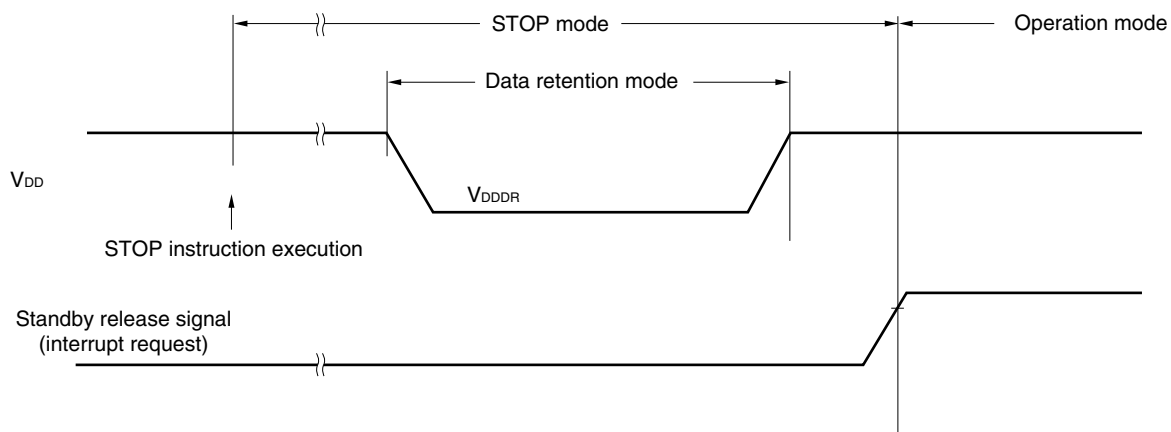 STOP mode
Operation mode
Data retention mode
VDD
VDDDR
STOP instruction execution
Standby release signal
(interrupt request)